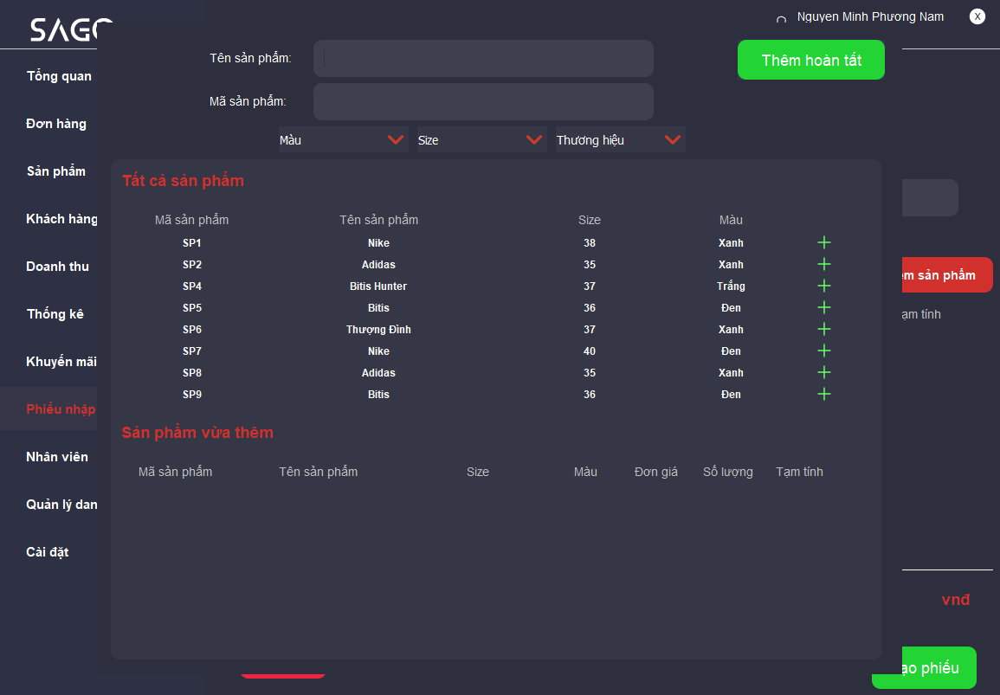 SAGO
Nguyen Minh Phương Nam
X
Tổng quan
Đơn hàng
Sản phẩm
Khách hàng
Doanh thu
Thống kê
Khuyến mãi
Phiếu nhập
Nhân viên
Quản lý dan
Cài đặt
Tên sản phẩm:
Thêm hoàn tất
Mã sản phẩm:
Màu Size Thương hiệu
Tất cả sản phẩm
Mã sản phẩm Tên sản phẩm Size Màu
SP1 Nike 38 Xanh
SP2 Adidas 35 Xanh
SP4 Bitis Hunter 37 Trắng
SP5 Bitis 36 Đen
SP6 Thượng Đình 37 Xanh
SP7 Nike 40 Đen
SP8 Adidas 35 Xanh
SP9 Bitis 36 Đen
Sản phẩm vừa thêm
Mã sản phẩm Tên sản phẩm Size Màu Đơn giá Số lượng Tạm tính
êm sản phẩm
ạm tính
vnđ
ạo phiếu